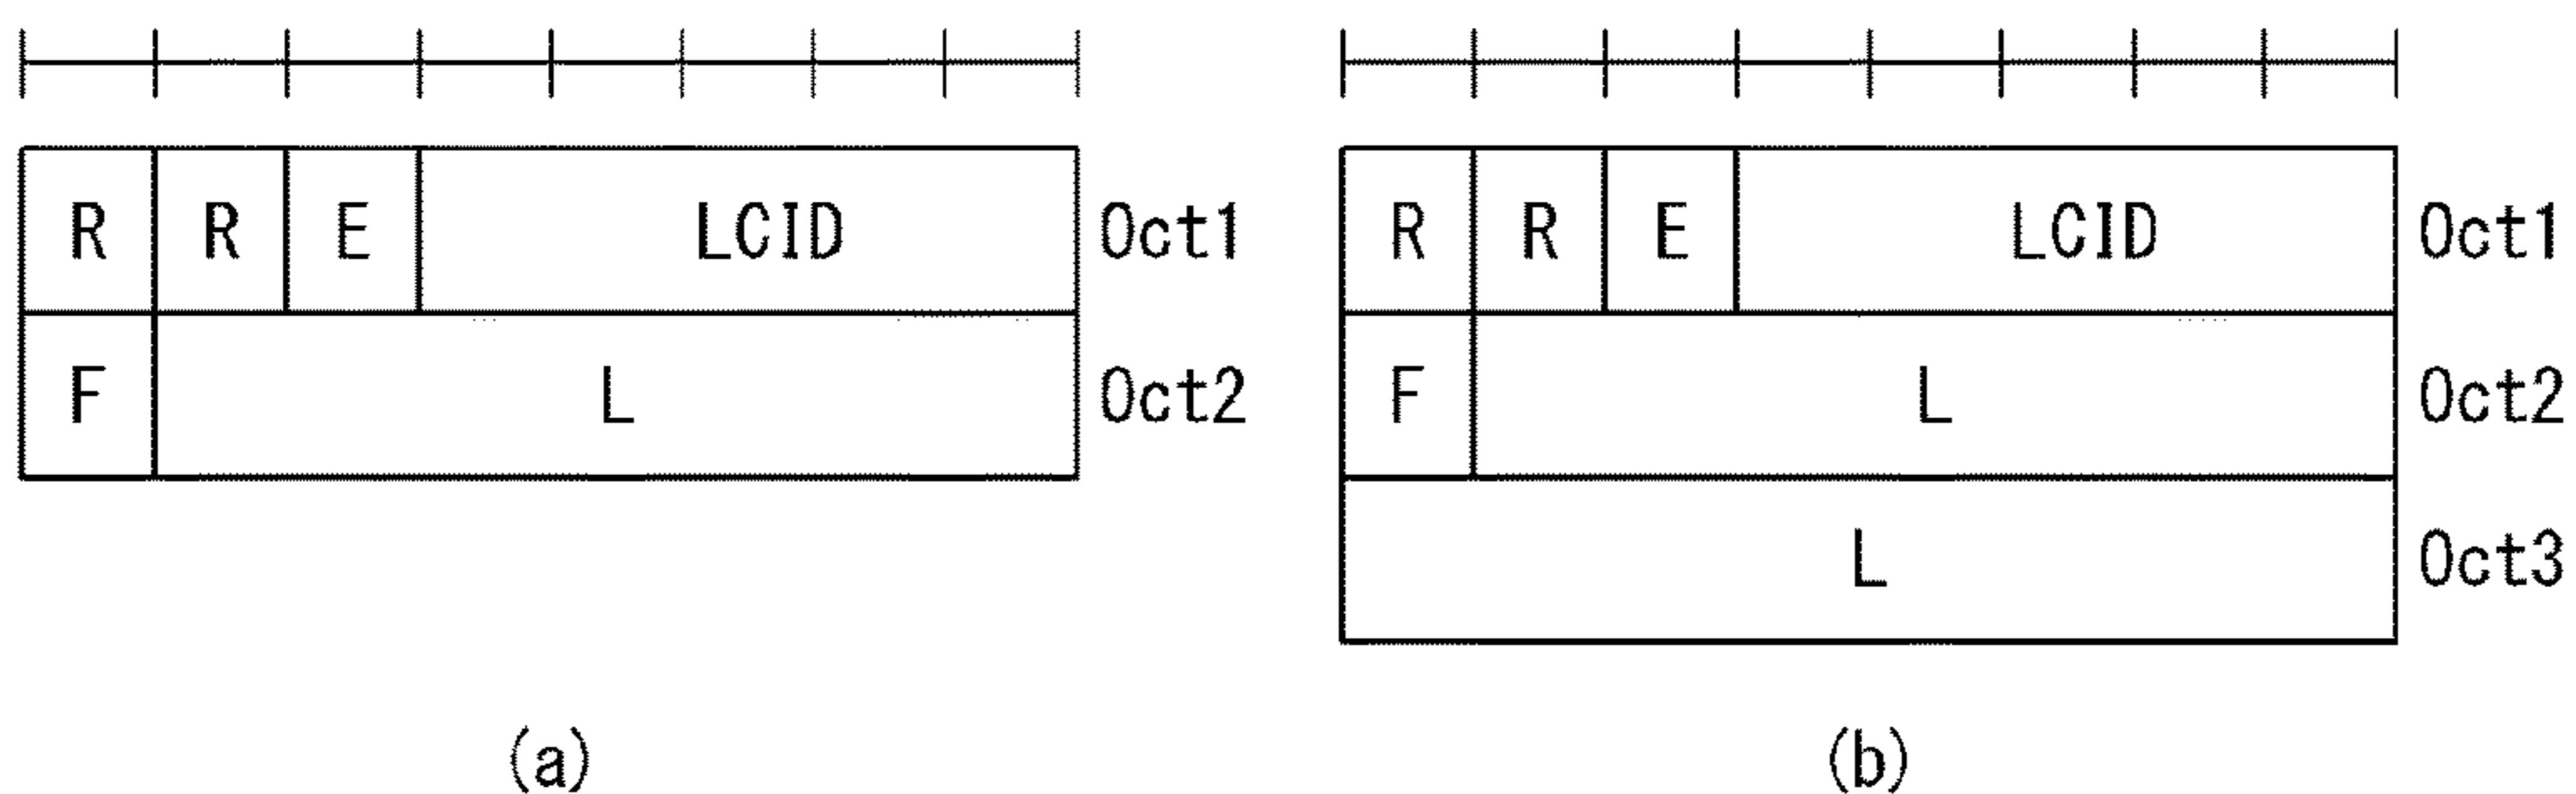 R R E LCID Oct1
F L Oct2
(a)
R R E LCID Oct1
F L Oct2
L Oct3
(b)